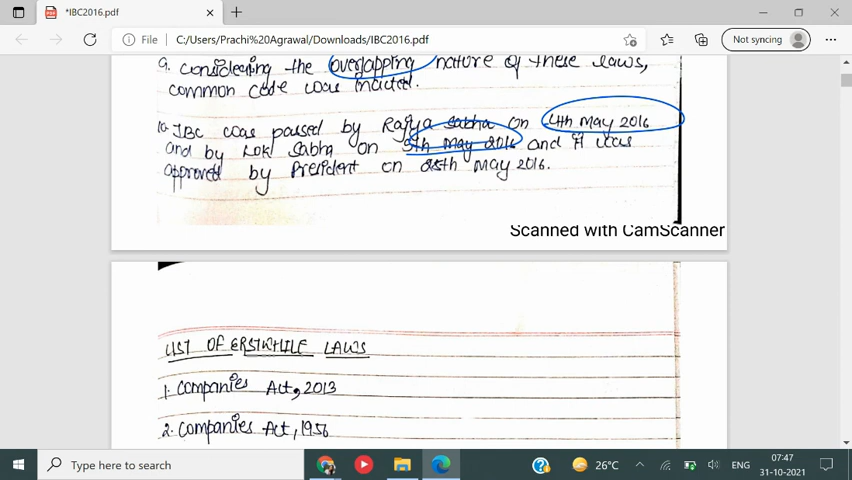 *IBC2016.pdf
File C:/Users/Prachi%20Agrawal/Downloads/IBC2016.pdf Not syncing
9. Considering the overlapping nature of these laws,
common code was inacted.
10. IBC was passed by Rajya Sabha on 4th May 2016
and by Lok Sabha on 5th May 2016 and it was
approved by President on 28th May 2016.
Scanned with CamScanner
LIST OF ERSTWHILE LAWS
1. Companies Act, 2013
2. Companies Act, 1956
Type here to search 26°C ENG 07:47
31-10-2021